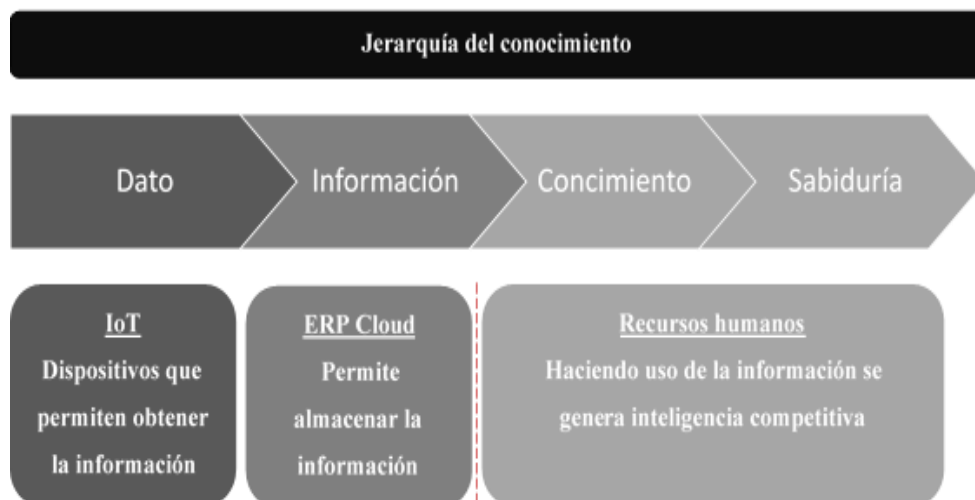 Jerarquía del conocimiento
Dato
Información
Concimiento
Sabiduría
IoT
Dispositivos que
permiten obtener
la información
ERP Cloud
Permite
almacenar la
información
Recursos humanos
Haciendo uso de la información se
genera inteligencia competitiva